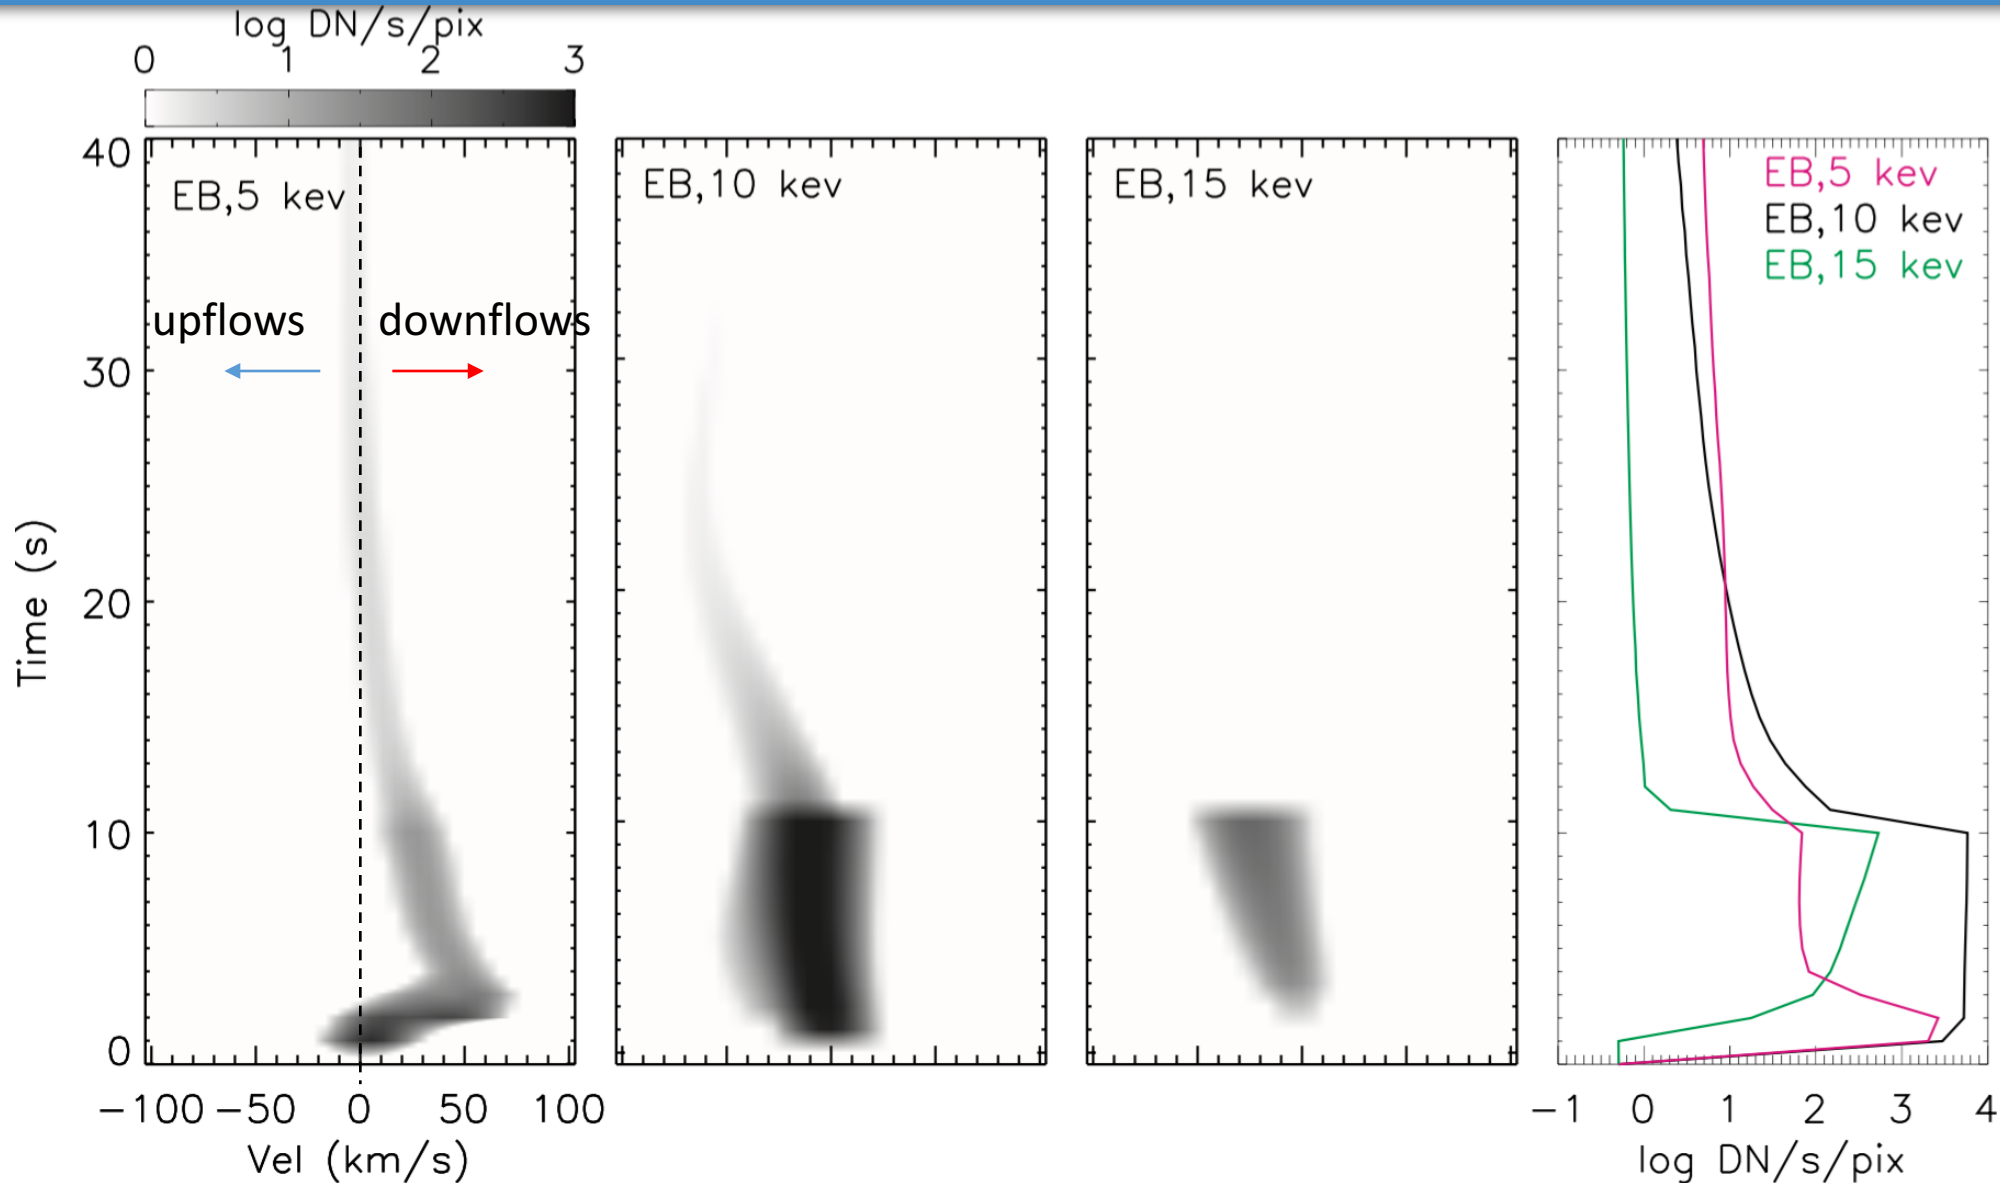 log DN/s/pix
0 1 2 3
EB,5 kev
EB,10 kev
EB,15 kev
EB,5 kev
EB,10 kev
EB,15 kev
upflows
downflows
40
30
20
10
0
Time (s)
-100 -50 0 50 100
Vel (km/s)
-1 0 1 2 3 4
log DN/s/pix